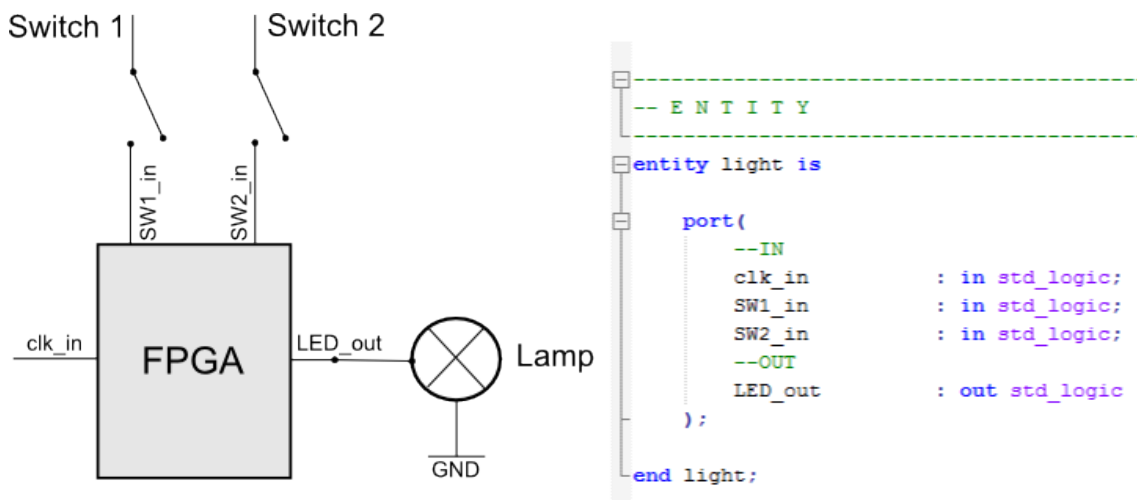 Switch 1
Switch 2
SW1_in
SW2_in
clk_in
FPGA
LED_out
Lamp
GND
--------------------------------------------------
-- E N T I T Y
--------------------------------------------------
entity light is
port(
--IN
clk_in : in std_logic;
SW1_in : in std_logic;
SW2_in : in std_logic;
--OUT
LED_out : out std_logic
);
end light;